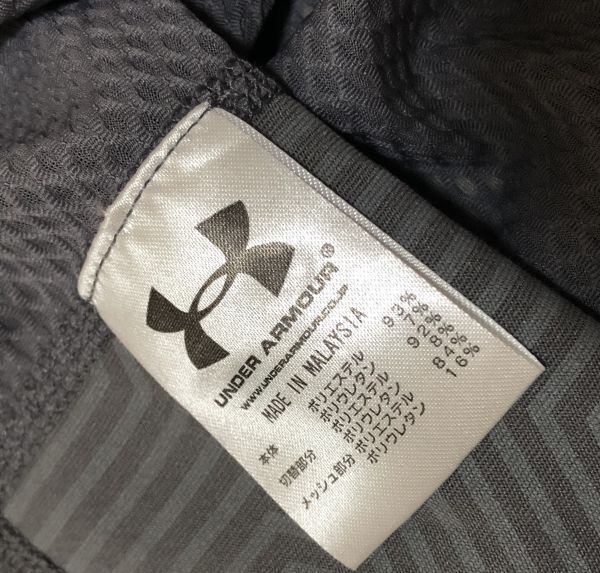 UNDER ARMOUR®
WWW.UNDERARMOUR.CO.JP
MADE IN MALAYSIA
本体 ポリエステル 93%
ポリウレタン 7%
切替部分 ポリエステル 92%
ポリウレタン 8%
メッシュ部分 ポリエステル 84%
ポリウレタン 16%